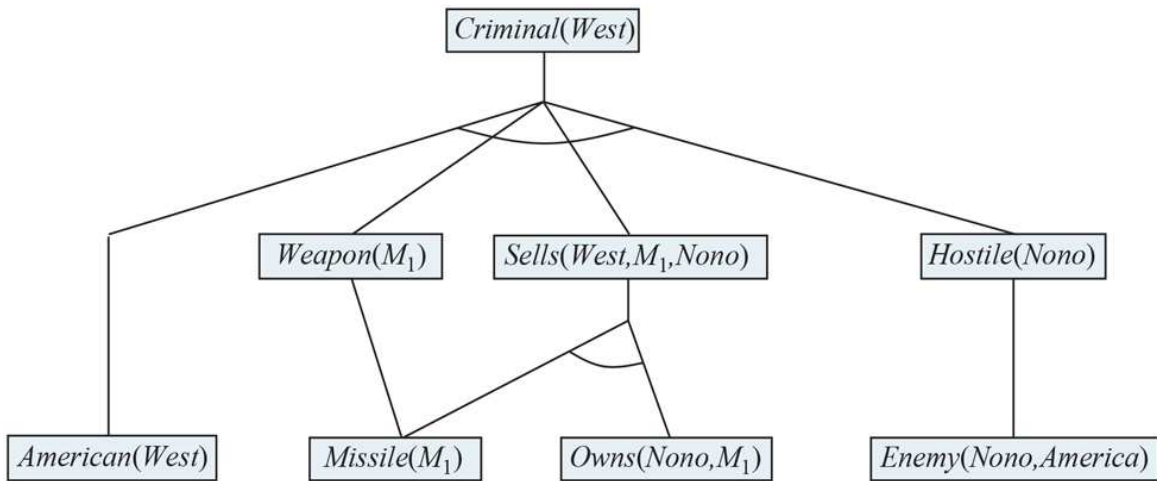 Criminal(West)
Weapon(M₁)
Sells(West,M₁,Nono)
Hostile(Nono)
American(West)
Missile(M₁)
Owns(Nono,M₁)
Enemy(Nono,America)